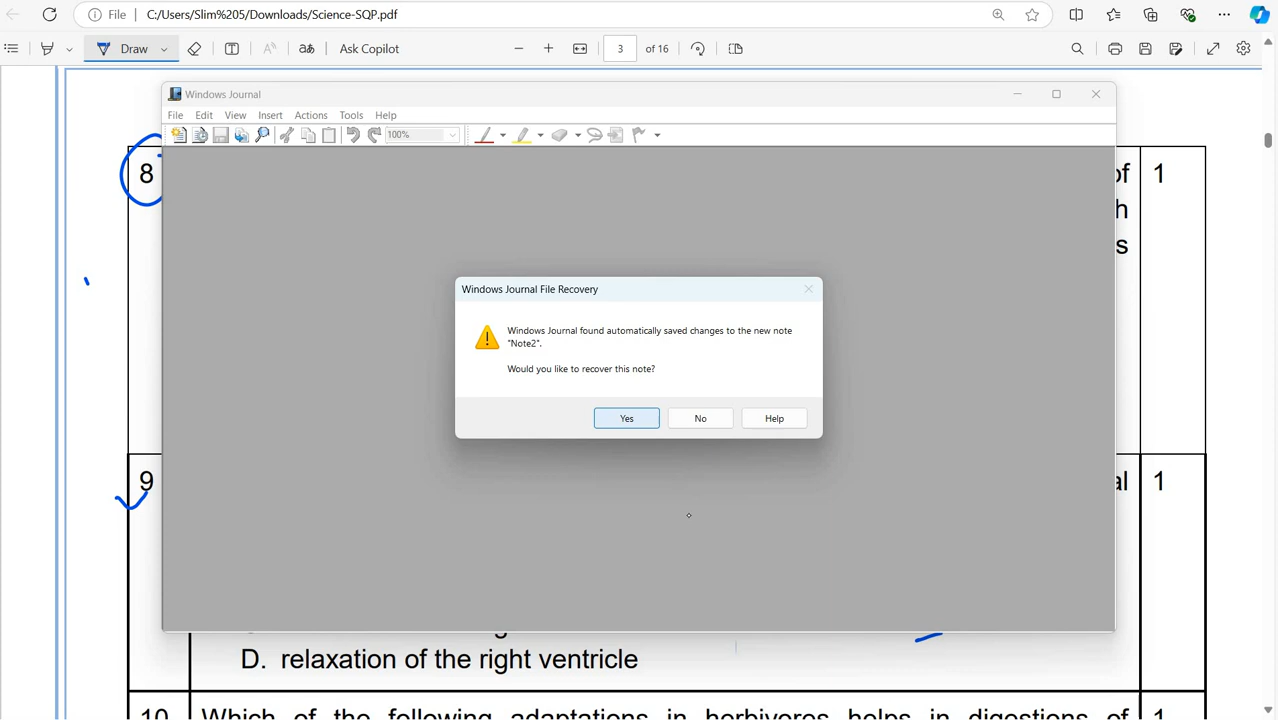 File
C:/Users/Slim%205/Downloads/Science-SQP.pdf
Draw
Ask Copilot
3 of 16
Windows Journal
File Edit View Insert Actions Tools Help
100%
8
of
1
h
s
Windows Journal File Recovery
Windows Journal found automatically saved changes to the new note
"Note2".
Would you like to recover this note?
Yes No Help
9
al
1
D. relaxation of the right ventricle
10 Which of the following adaptations in herbivores helps in digestions of 1